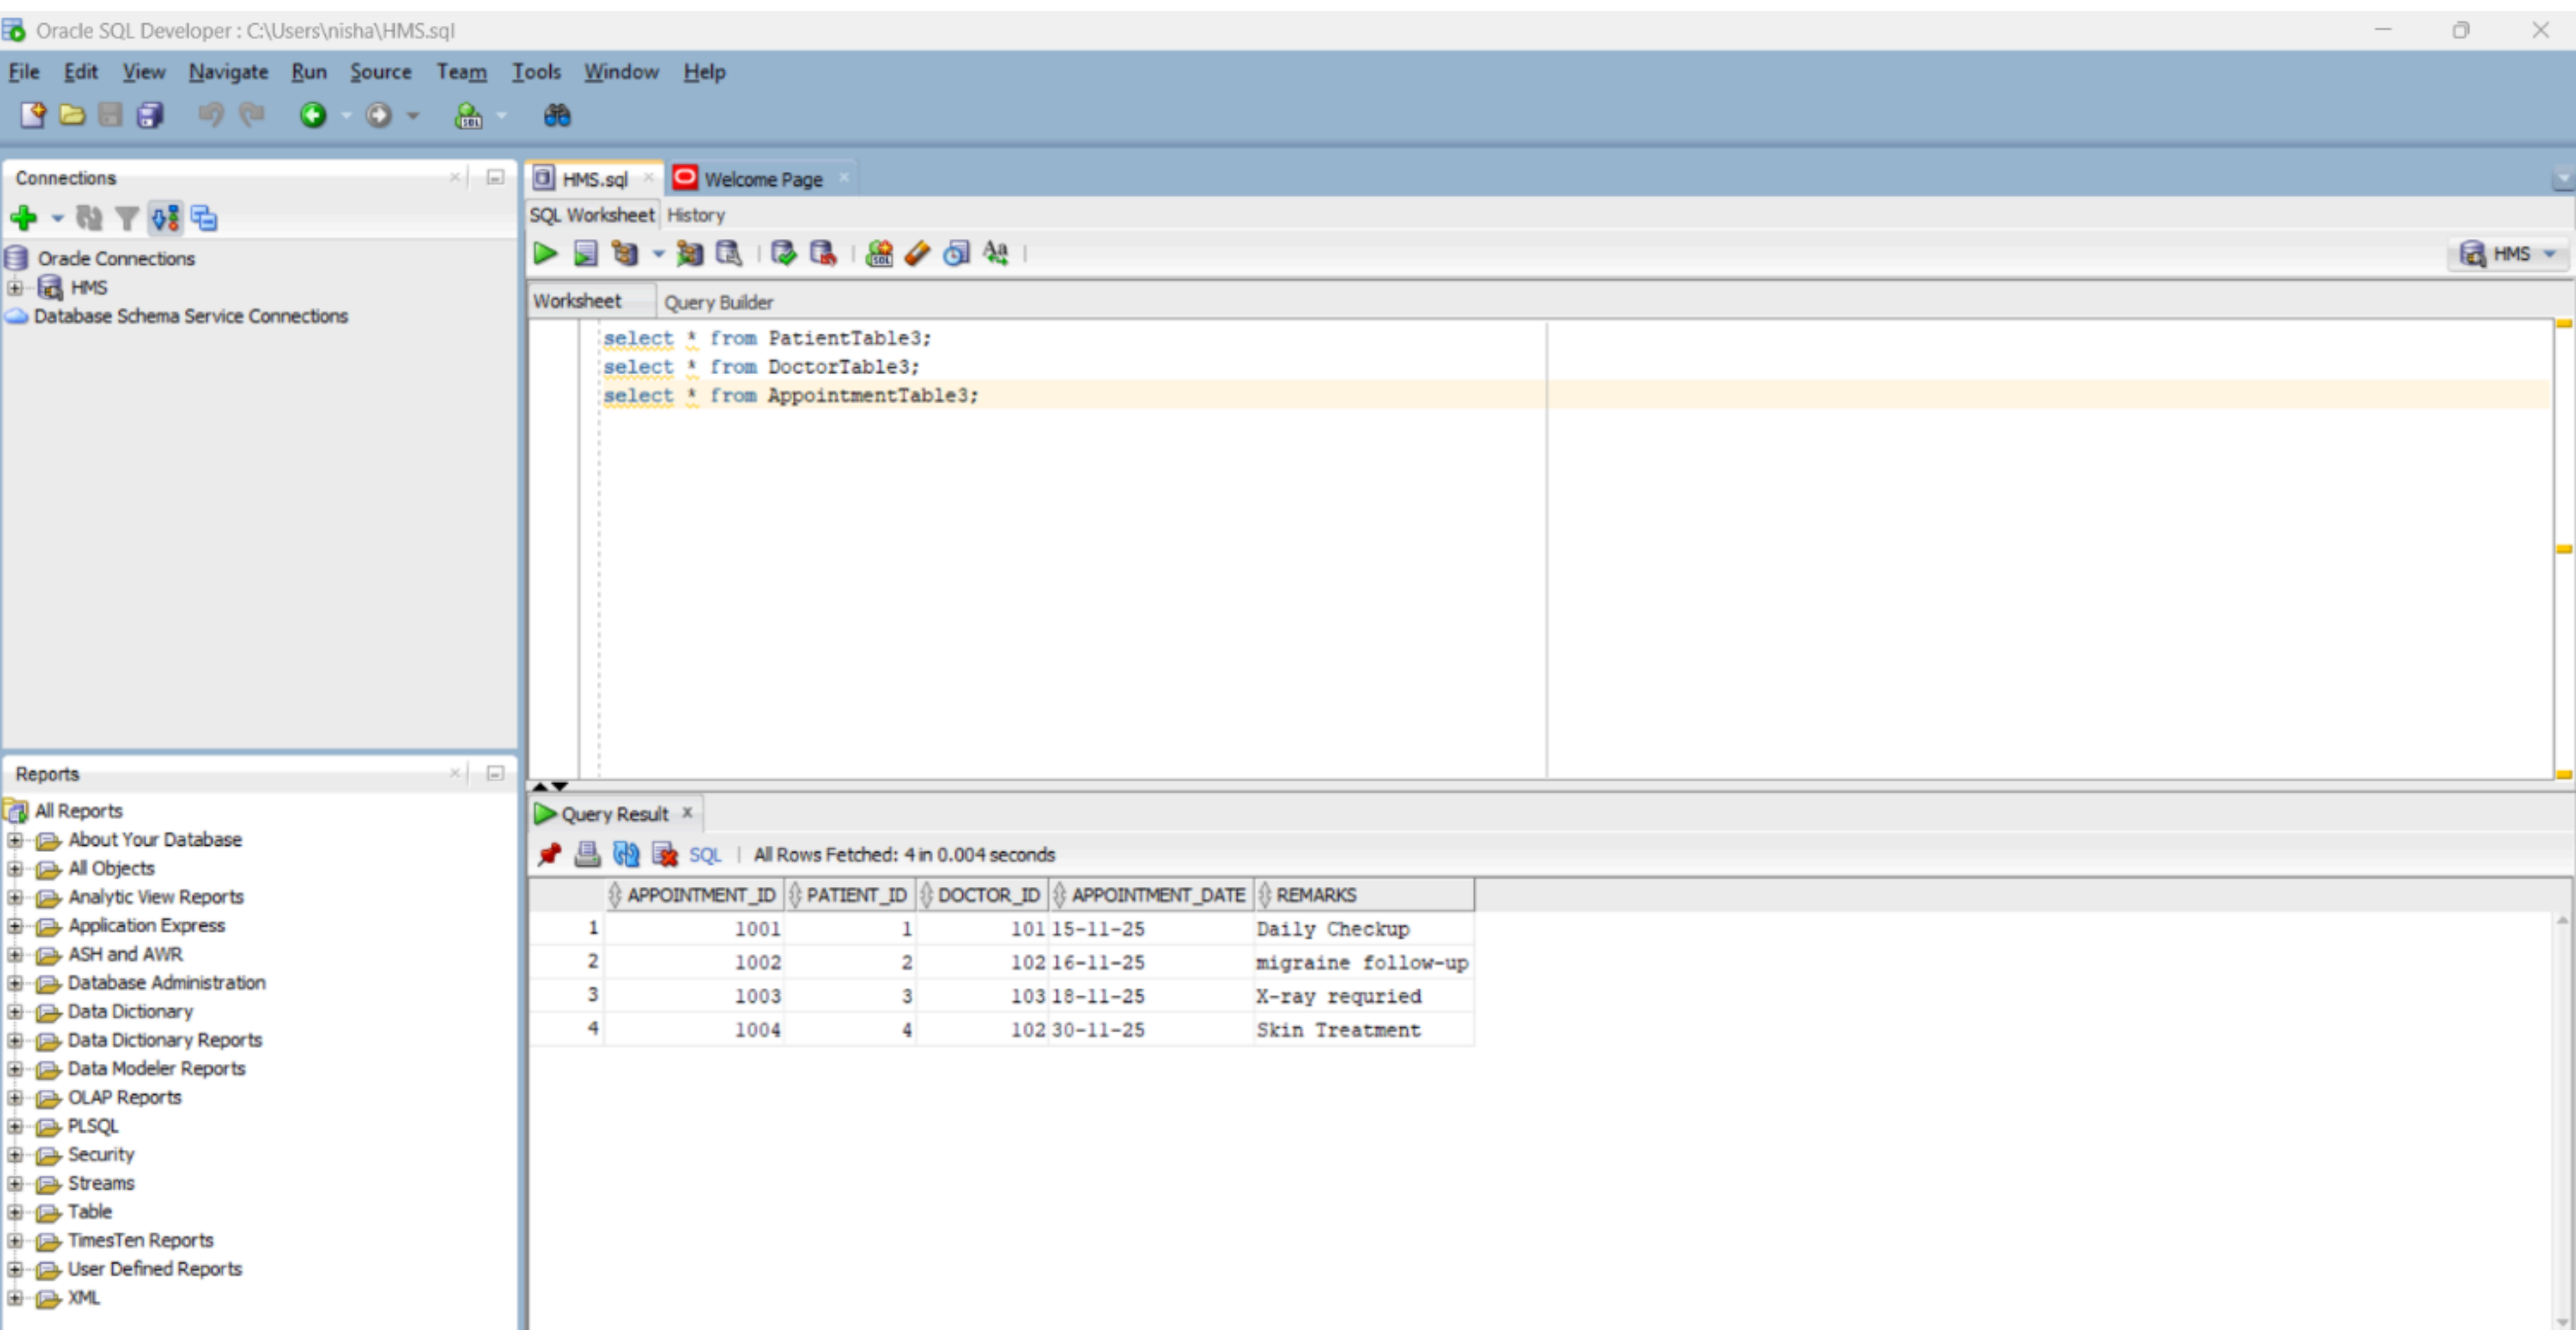 Oracle SQL Developer : C:\Users\nisha\HMS.sql
File Edit View Navigate Run Source Team Tools Window Help
Connections
Oracle Connections
HMS
Database Schema Service Connections
Reports
All Reports
About Your Database
All Objects
Analytic View Reports
Application Express
ASH and AWR
Database Administration
Data Dictionary
Data Dictionary Reports
Data Modeler Reports
OLAP Reports
PLSQL
Security
Streams
Table
TimesTen Reports
User Defined Reports
XML
HMS.sql Welcome Page
SQL Worksheet History
HMS
Worksheet Query Builder
select * from PatientTable3;
select * from DoctorTable3;
select * from AppointmentTable3;
Query Result
SQL | All Rows Fetched: 4 in 0.004 seconds
APPOINTMENT_ID PATIENT_ID DOCTOR_ID APPOINTMENT_DATE REMARKS
1 1001 1 101 15-11-25 Daily Checkup
2 1002 2 102 16-11-25 migraine follow-up
3 1003 3 103 18-11-25 X-ray requried
4 1004 4 102 30-11-25 Skin Treatment